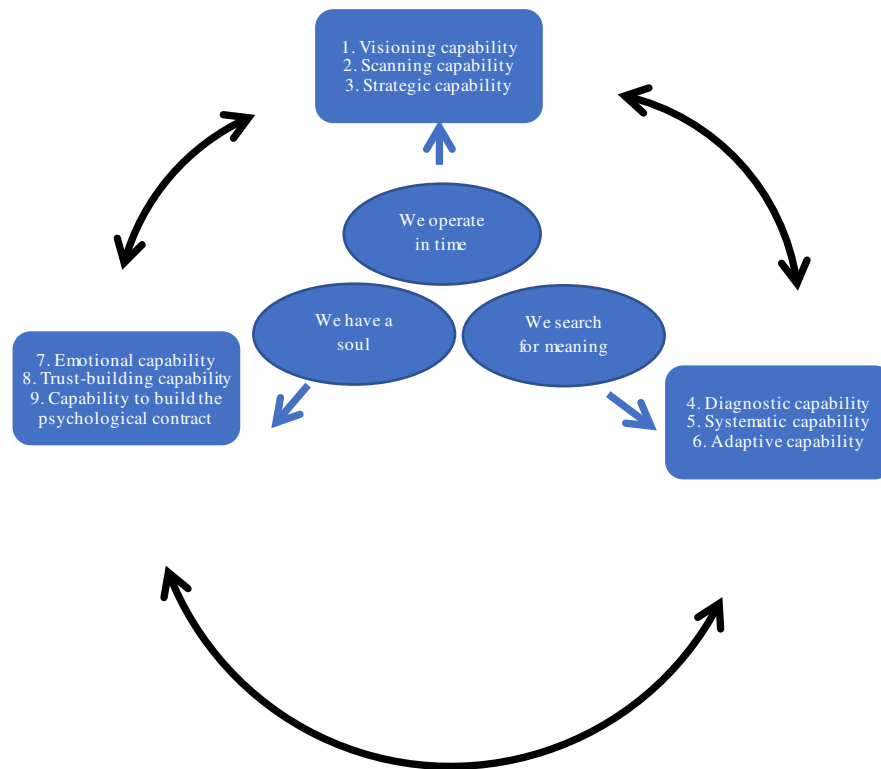 1. Visioning capability
2. Scanning capability
3. Strategic capability
We operate
in time
We have a
soul
We search
for meaning
7. Emotional capability
8. Trust-building capability
9. Capability to build the
psychological contract
4. Diagnostic capability
5. Systematic capability
6. Adaptive capability